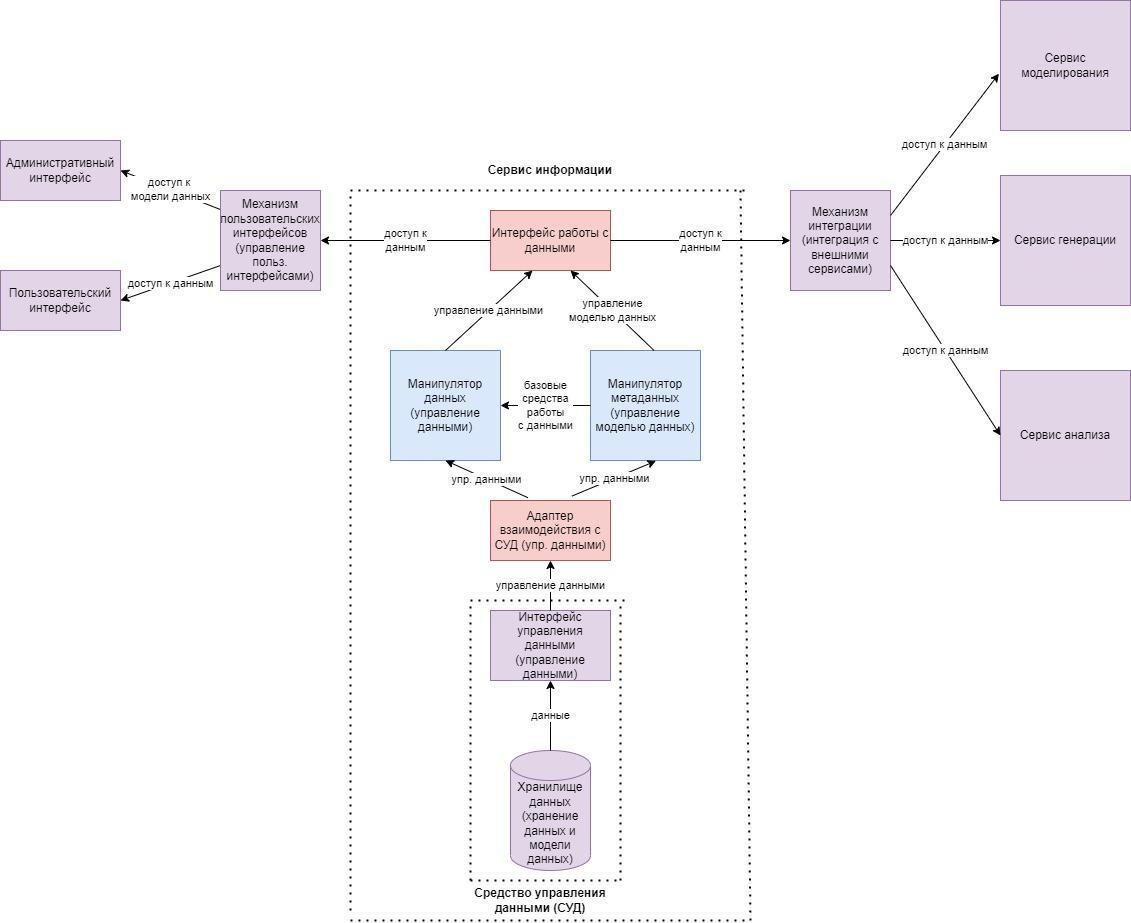 Сервис
моделирования
доступ к данным
Административный
интерфейс
Сервис информации
доступ к
модели данных
Механизм
пользовательских
интерфейсов
(управление
польз.
интерфейсами)
доступ к
данным
Интерфейс работы с
данными
доступ к
данным
Механизм
интеграции
(интеграция с
внешними
сервисами)
доступ к данным
Сервис генерации
доступ к данным
Пользовательский
интерфейс
управление данными
управление
моделью данных
доступ к данным
Манипулятор
данных
(управление
данными)
базовые
средства
работы
с данными
Манипулятор
метаданных
(управление
моделью данных)
Сервис анализа
упр. данными
упр. данными
Адаптер
взаимодействия с
СУД (упр. данными)
управление данными
Интерфейс
управления
данными
(управление
данными)
данные
Хранилище
данных
(хранение
данных и
модели
данных)
Средство управления
данными (СУД)